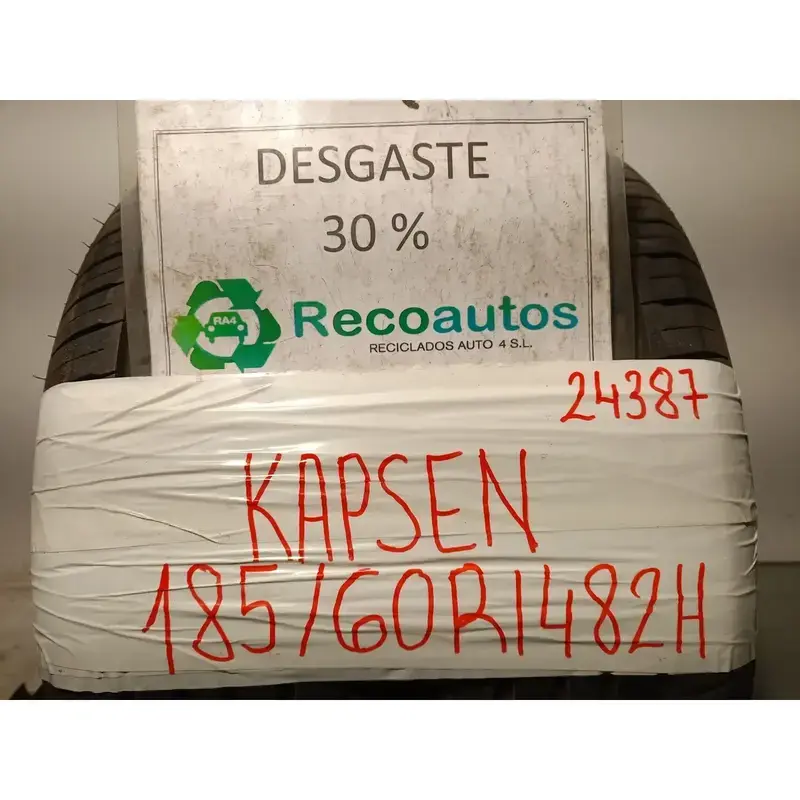 DESGASTE
30 %
RA4
Recoautos
RECICLADOS AUTO 4 S.L.
24387
KAPSEN
185/60R1482H